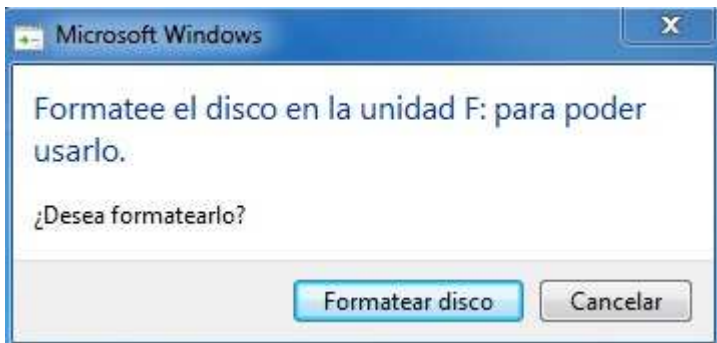 Microsoft Windows
Formatee el disco en la unidad F: para poder
usarlo.
¿Desea formatearlo?
Formatear disco Cancelar